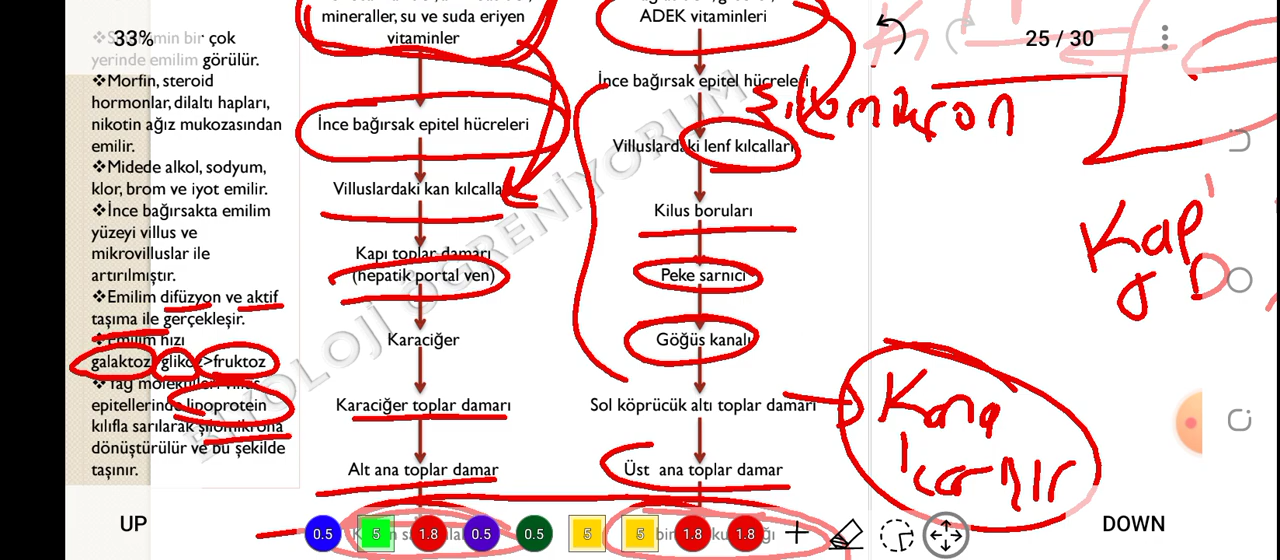 33%
25 / 30
yerinde emilim görülür.
❖Morfin, steroid
hormonlar, dilaltı hapları,
nikotin ağız mukozasından
emilir.
❖Midede alkol, sodyum,
klor, brom ve iyot emilir.
❖İnce bağırsakta emilim
yüzeyi villus ve
mikrovilluslar ile
artırılmıştır.
❖Emilim difüzyon ve aktif
taşıma ile gerçekleşir.
❖Emilim hızı
galaktoz glikoz>fruktoz
❖Yağ molekülleri villus
epitellerinde lipoprotein
kılıfla sarılarak şilomikrona
dönüştürülür ve bu şekilde
taşınır.
mineraller, su ve suda eriyen
vitaminler
İnce bağırsak epitel hücreleri
Villuslardaki kan kılcalla
Kapı toplar damarı
(hepatik portal ven)
Karaciğer
Karaciğer toplar damarı
Alt ana toplar damar
ADEK vitaminleri
İnce bağırsak epitel hücreleri
Villuslardaki lenf kılcalları
Kilus boruları
Peke sarnıcı
Göğüs kanalı
Sol köprücük altı toplar damarı
Üst ana toplar damar
Şilomikron
Kapı
Kana
karışır
BİYOLOJİ ÖĞRENİYORUM
UP
0.5
5
1.8
0.5
0.5
5
5
1.8
1.8
DOWN